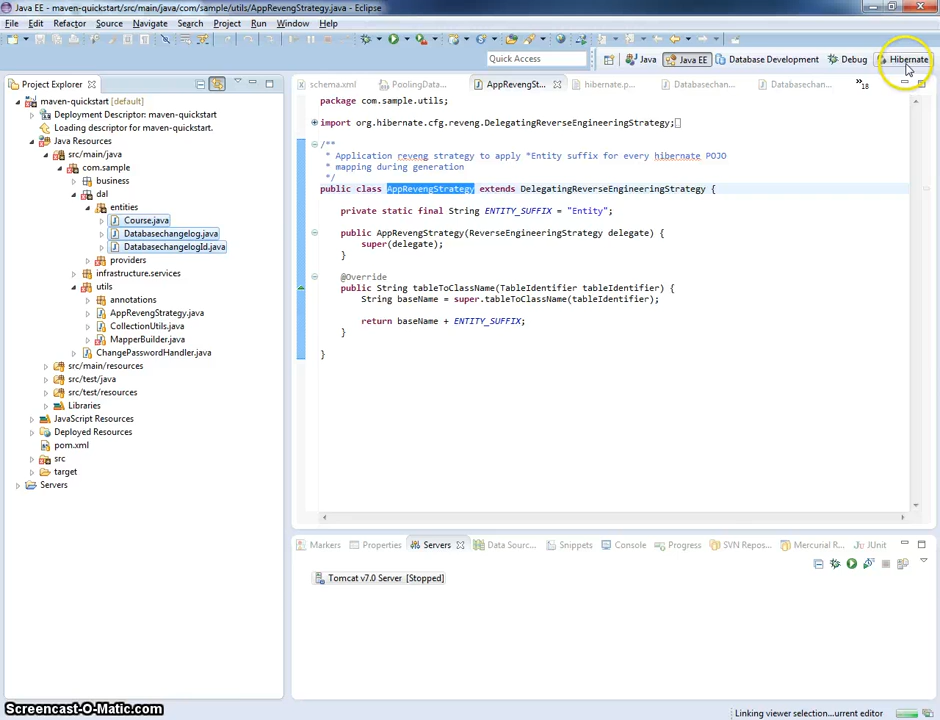 Java EE - maven-quickstart/src/main/java/com/sample/utils/AppRevengStrategy.java - Eclipse
File Edit Refactor Source Navigate Search Project Run Window Help
Quick Access Java Java EE Database Development Debug Hibernate
Project Explorer
schema.xml PoolingData... AppRevengSt... hibernate.p... Databasechan... Databasechan... »18
maven-quickstart [default]
Deployment Descriptor: maven-quickstart
Loading descriptor for maven-quickstart.
Java Resources
src/main/java
com.sample
business
dal
entities
Course.java
Databasechangelog.java
DatabasechangelogId.java
providers
infrastructure.services
utils
annotations
AppRevengStrategy.java
CollectionUtils.java
MapperBuilder.java
ChangePasswordHandler.java
src/main/resources
src/test/java
src/test/resources
Libraries
JavaScript Resources
Deployed Resources
pom.xml
src
target
Servers
package com.sample.utils;
import org.hibernate.cfg.reveng.DelegatingReverseEngineeringStrategy;
/**
* Application reveng strategy to apply *Entity suffix for every hibernate POJO
* mapping during generation
*/
public class AppRevengStrategy extends DelegatingReverseEngineeringStrategy {
private static final String ENTITY_SUFFIX = "Entity";
public AppRevengStrategy(ReverseEngineeringStrategy delegate) {
super(delegate);
}
@Override
public String tableToClassName(TableIdentifier tableIdentifier) {
String baseName = super.tableToClassName(tableIdentifier);
return baseName + ENTITY_SUFFIX;
}
}
Markers Properties Servers Data Sourc... Snippets Console Progress SVN Repos... Mercurial R... JUnit
Tomcat v7.0 Server [Stopped]
Screencast-O-Matic.com
Linking viewer selection...urrent editor